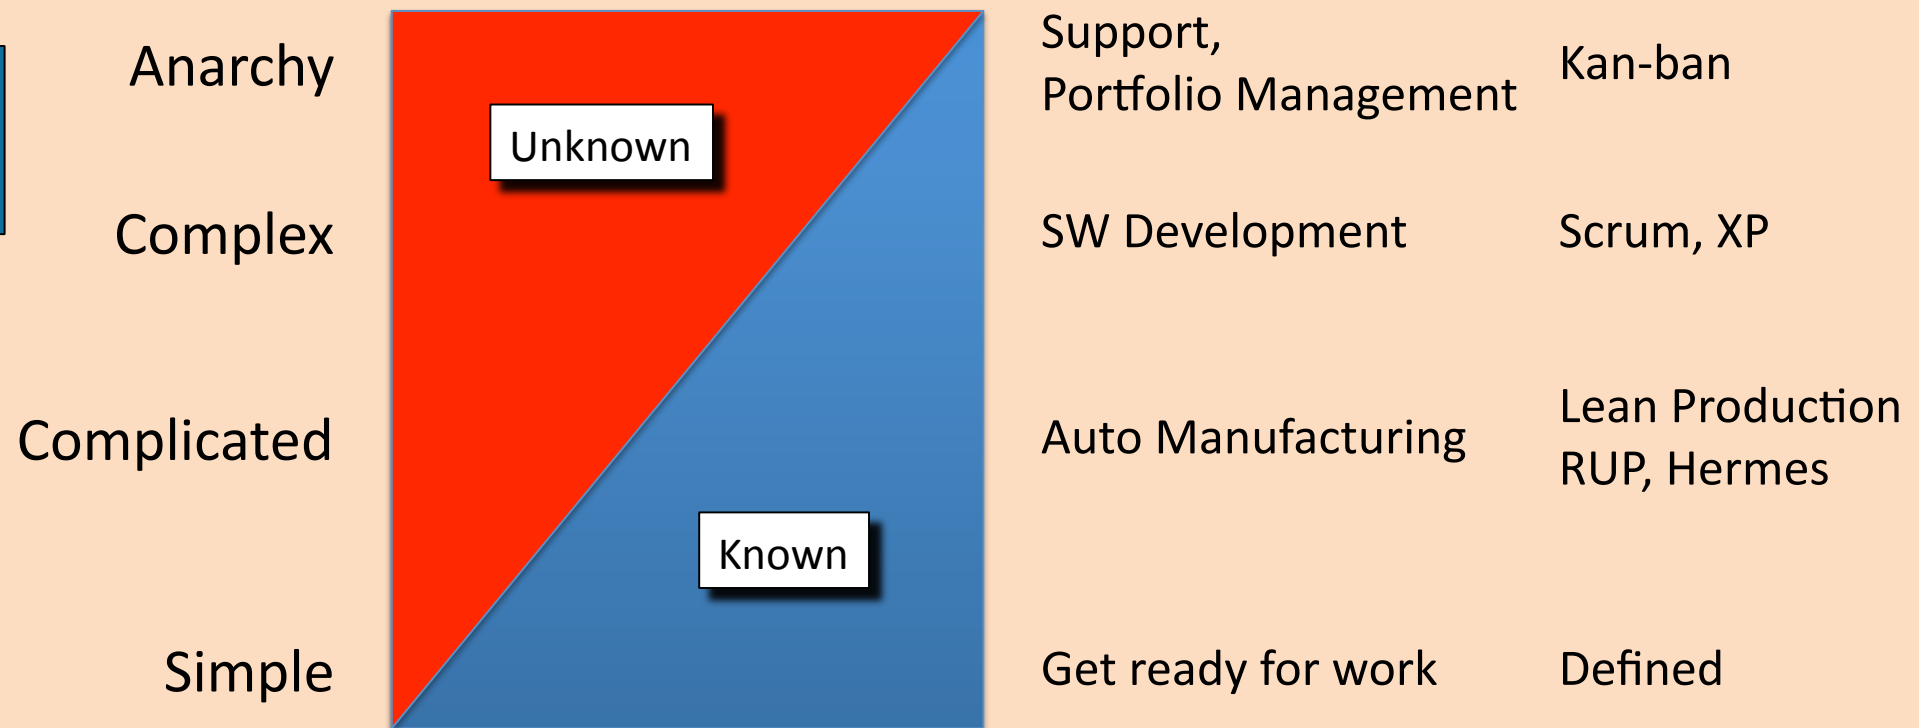 Anarchy
Unknown
Support,
Portfolio Management
Kan-ban
Complex
SW Development
Scrum, XP
Complicated
Auto Manufacturing
Lean Production
RUP, Hermes
Known
Simple
Get ready for work
Defined